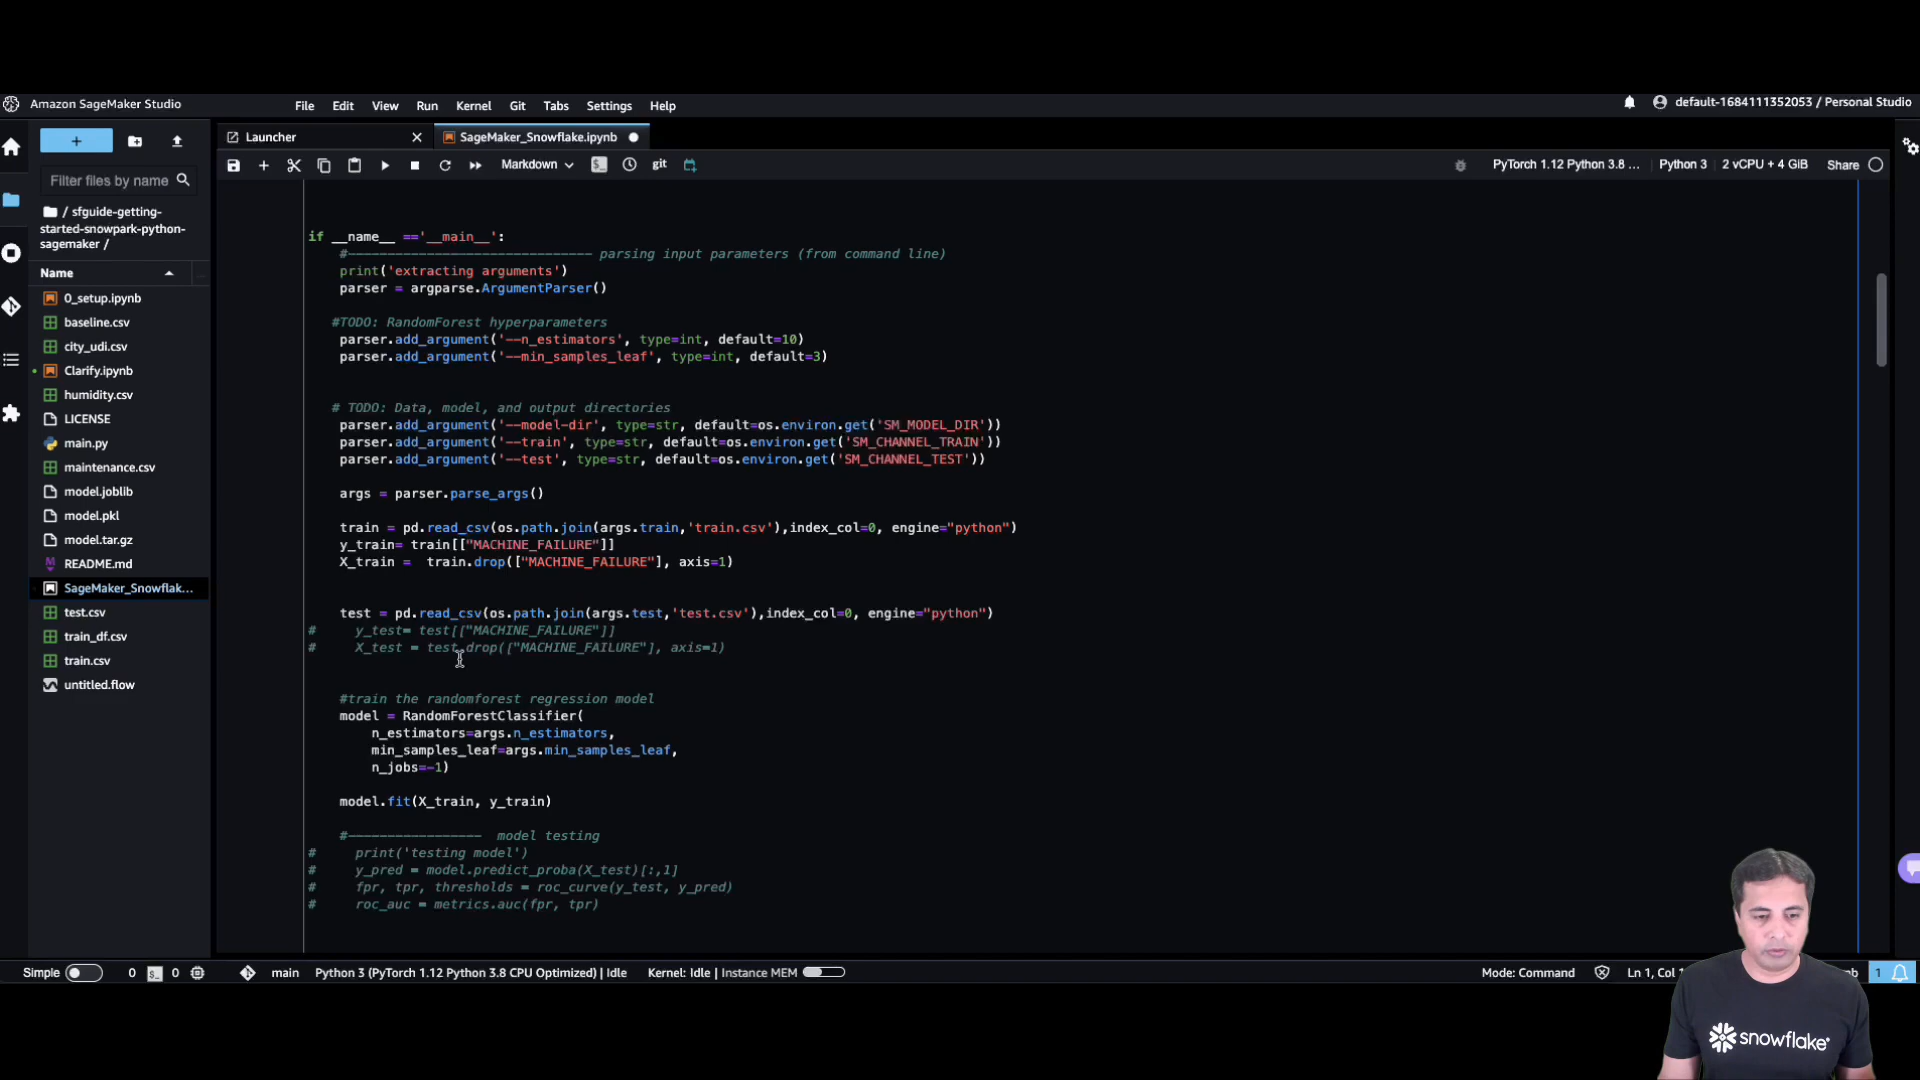 Amazon SageMaker Studio
File Edit View Run Kernel Git Tabs Settings Help
default-1684111352053 / Personal Studio
Launcher
SageMaker_Snowflake.ipynb
Markdown
git
PyTorch 1.12 Python 3.8 ...
Python 3
2 vCPU + 4 GiB
Share
Filter files by name
/ sfguide-getting-
started-snowpark-python-
sagemaker /
Name
0_setup.ipynb
baseline.csv
city_udi.csv
Clarify.ipynb
humidity.csv
LICENSE
main.py
maintenance.csv
model.joblib
model.pkl
model.tar.gz
README.md
SageMaker_Snowflak...
test.csv
train_df.csv
train.csv
untitled.flow
if __name__ =='__main__':
#------------------------------- parsing input parameters (from command line)
print('extracting arguments')
parser = argparse.ArgumentParser()
#TODO: RandomForest hyperparameters
parser.add_argument('--n_estimators', type=int, default=10)
parser.add_argument('--min_samples_leaf', type=int, default=3)
# TODO: Data, model, and output directories
parser.add_argument('--model-dir', type=str, default=os.environ.get('SM_MODEL_DIR'))
parser.add_argument('--train', type=str, default=os.environ.get('SM_CHANNEL_TRAIN'))
parser.add_argument('--test', type=str, default=os.environ.get('SM_CHANNEL_TEST'))
args = parser.parse_args()
train = pd.read_csv(os.path.join(args.train,'train.csv'),index_col=0, engine="python")
y_train= train[["MACHINE_FAILURE"]]
X_train =  train.drop(["MACHINE_FAILURE"], axis=1)
test = pd.read_csv(os.path.join(args.test,'test.csv'),index_col=0, engine="python")
#     y_test= test[["MACHINE_FAILURE"]]
#     X_test = test.drop(["MACHINE_FAILURE"], axis=1)
#train the randomforest regression model
model = RandomForestClassifier(
n_estimators=args.n_estimators,
min_samples_leaf=args.min_samples_leaf,
n_jobs=-1)
model.fit(X_train, y_train)
#-----------------  model testing
#     print('testing model')
#     y_pred = model.predict_proba(X_test)[:,1]
#     fpr, tpr, thresholds = roc_curve(y_test, y_pred)
#     roc_auc = metrics.auc(fpr, tpr)
Simple 0 0 main Python 3 (PyTorch 1.12 Python 3.8 CPU Optimized) | Idle Kernel: Idle | Instance MEM Mode: Command Ln 1, Col 1
snowflake